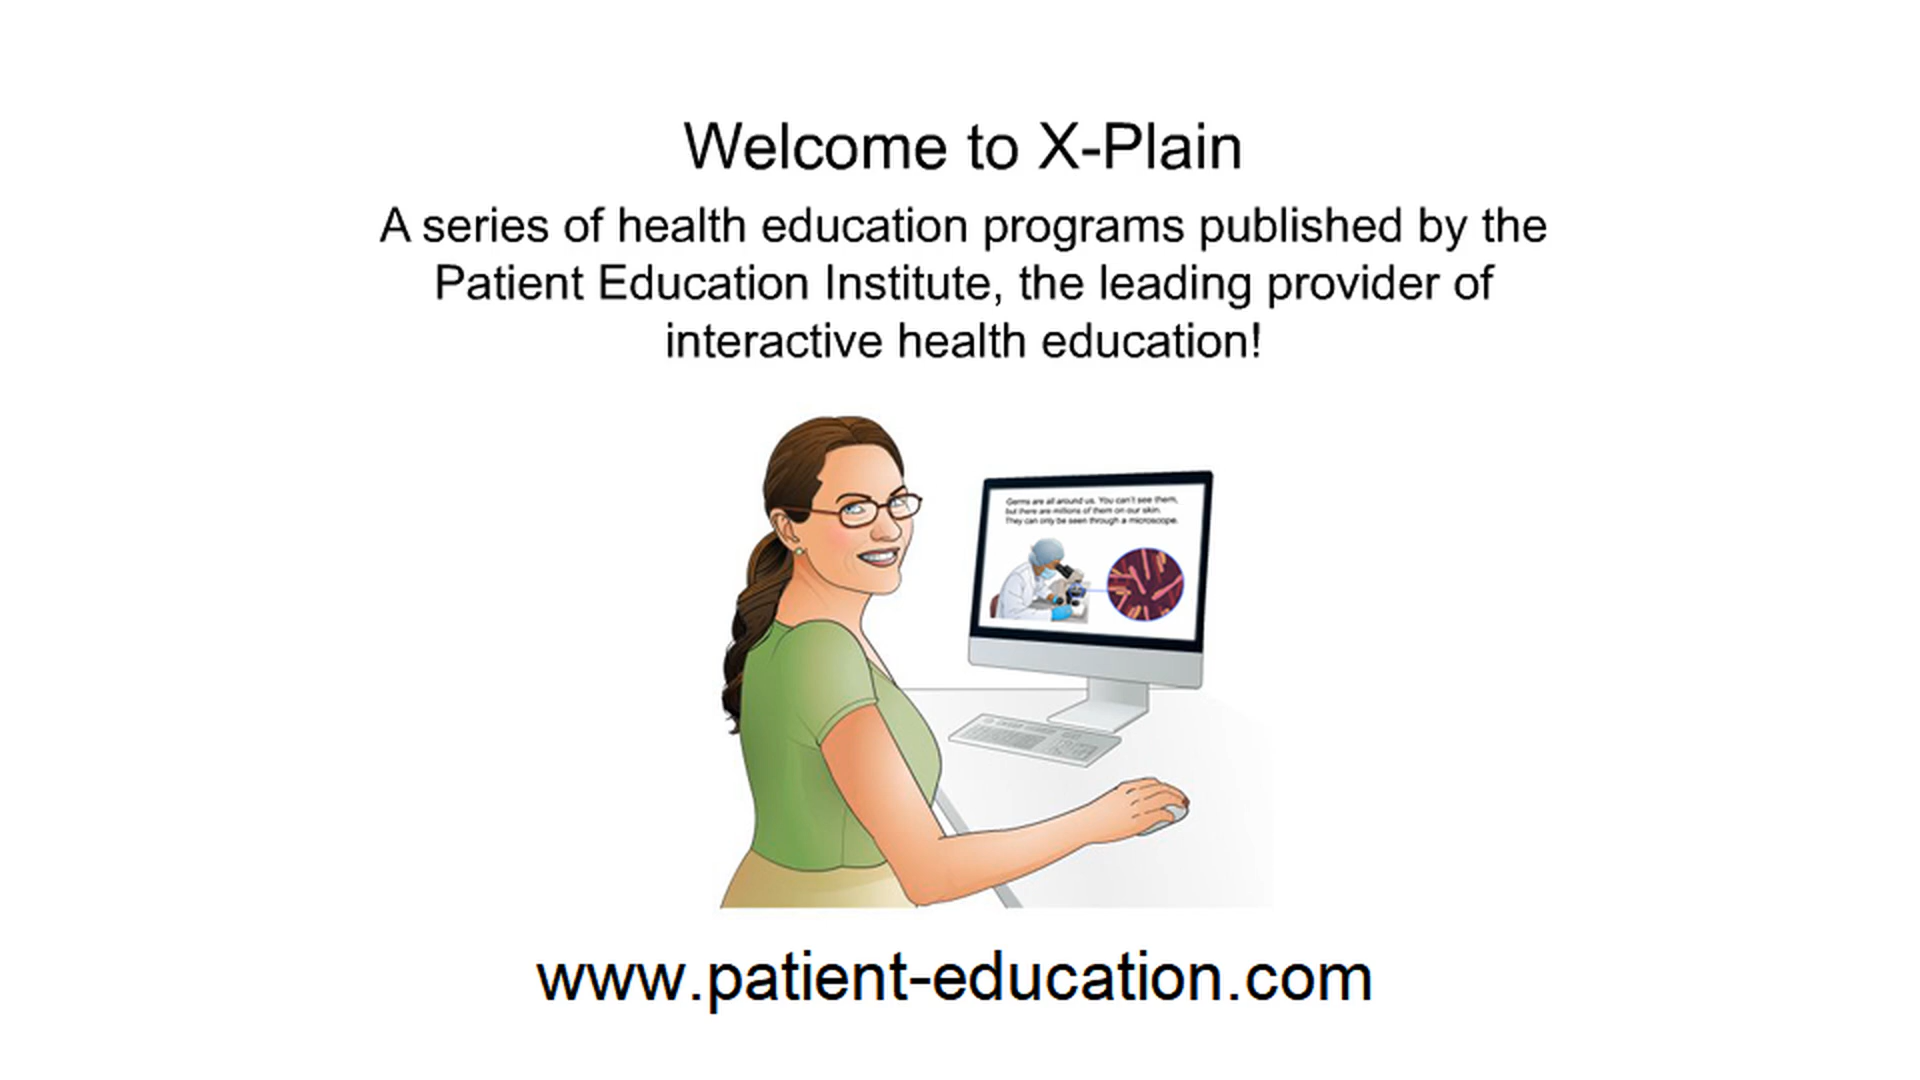 Welcome to X-Plain
A series of health education programs published by the
Patient Education Institute, the leading provider of
interactive health education!
Germs are all around us. You can't see them,
but there are millions of them on our skin.
They can only be seen through a microscope.
www.patient-education.com